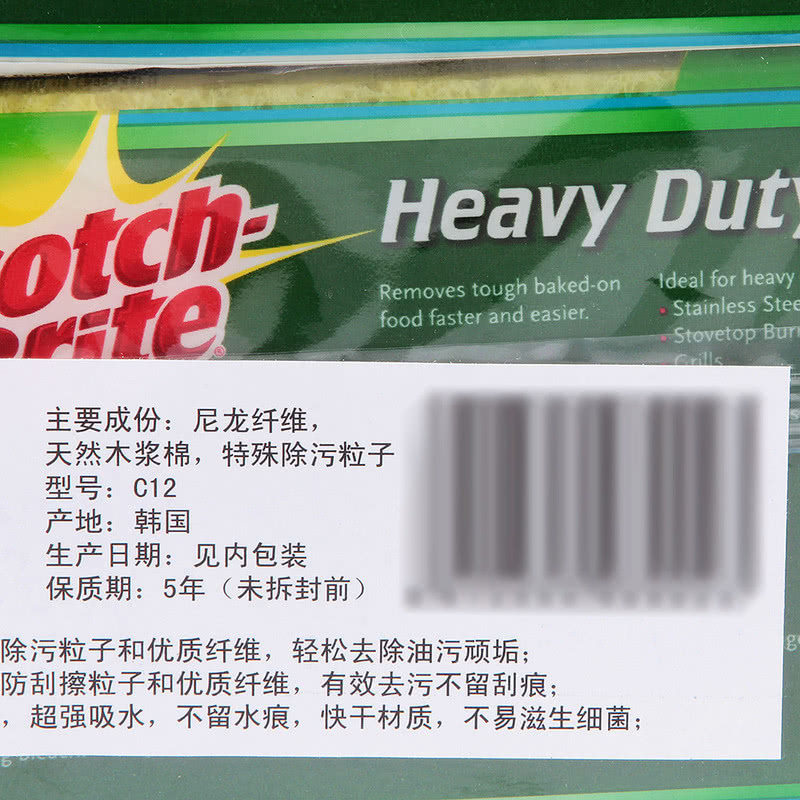 otch-
rite
Heavy Duty
Removes tough baked-on
food faster and easier.
Ideal for heavy
• Stainless Stee
• Stovetop Burn
Grills
主要成份：尼龙纤维，
天然木浆棉，特殊除污粒子
型号：C12
产地：韩国
生产日期：见内包装
保质期：5年（未拆封前）
除污粒子和优质纤维，轻松去除油污顽垢；
防刮擦粒子和优质纤维，有效去污不留刮痕；
，超强吸水，不留水痕，快干材质，不易滋生细菌；